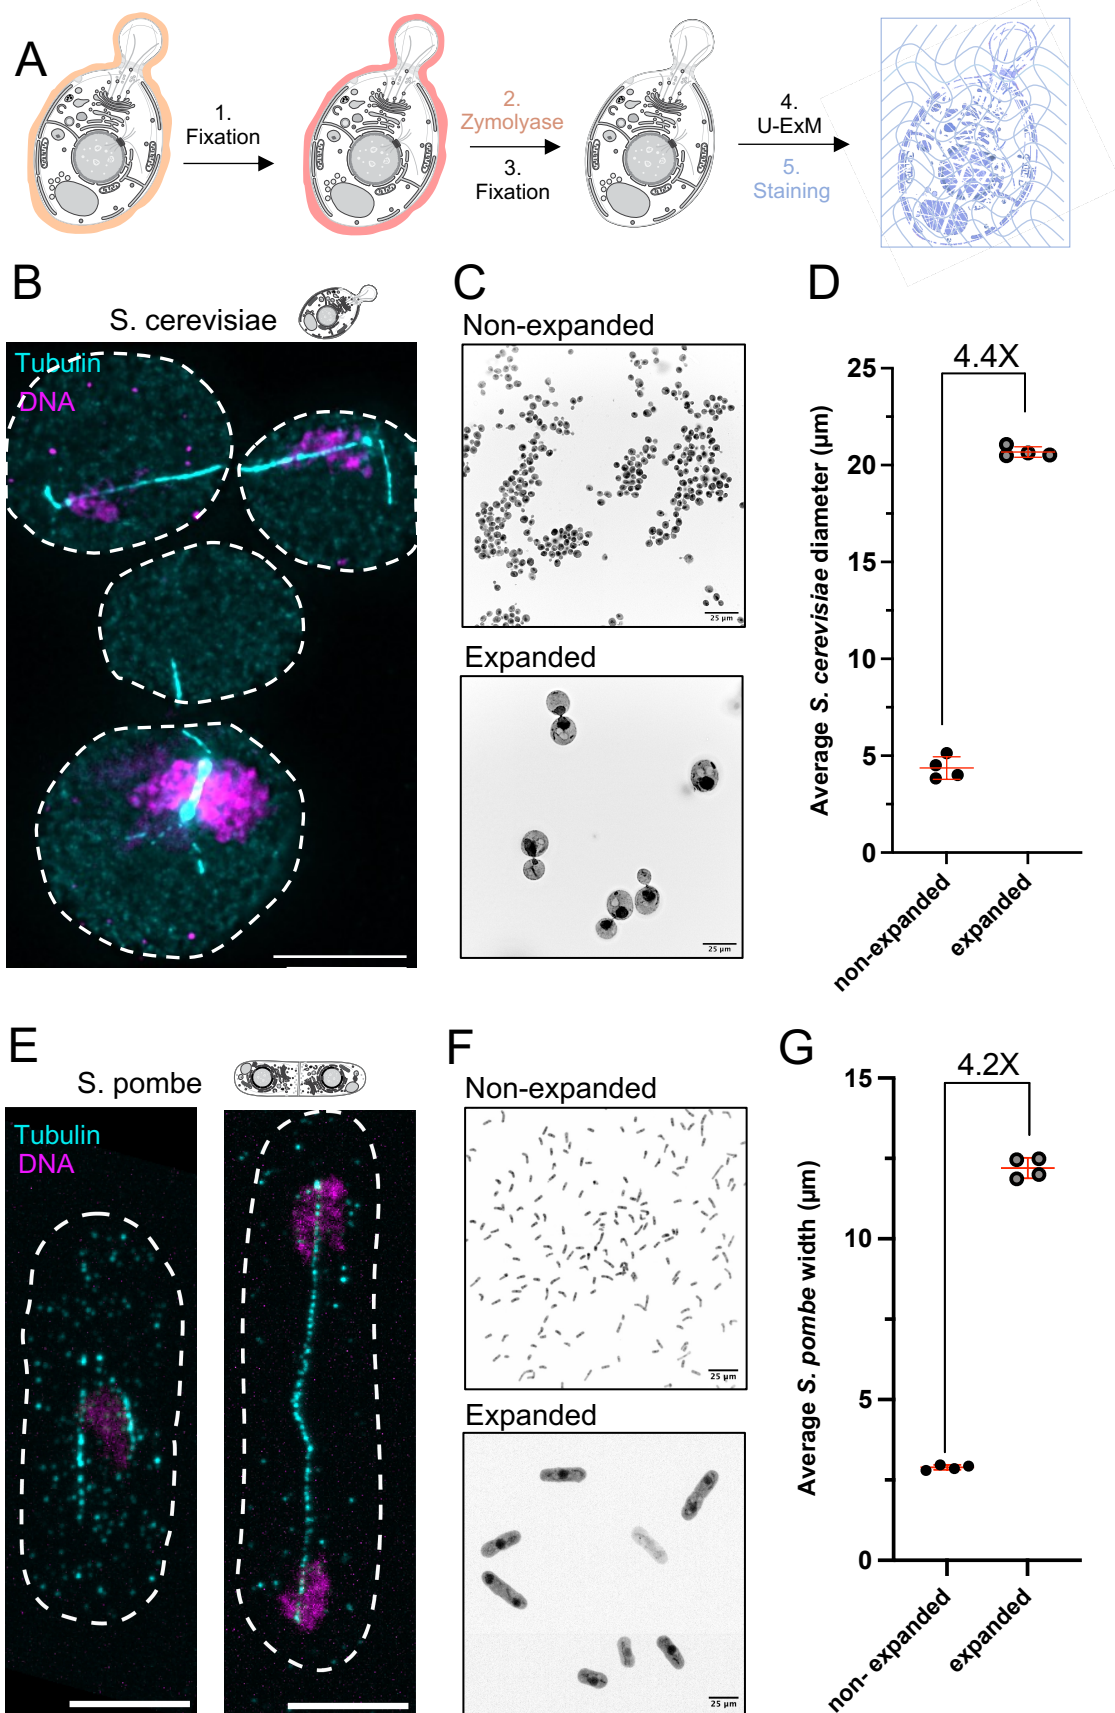 A
1.
Fixation
2.
Zymolyase
3.
Fixation
4.
U-ExM
5.
Staining
B
S. cerevisiae
Tubulin
DNA
C
Non-expanded
25 µm
Expanded
25 µm
D
4.4X
Average S. cerevisiae diameter (µm)
25
20
15
10
5
0
non-expanded
expanded
E
S. pombe
Tubulin
DNA
F
Non-expanded
25 µm
Expanded
25 µm
G
4.2X
Average S. pombe width (µm)
15
10
5
0
non- expanded
expanded